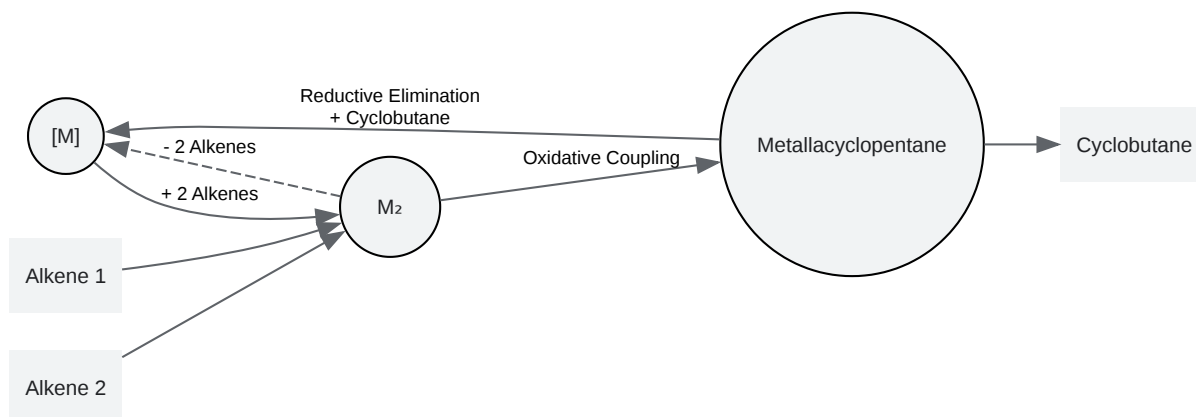 Reductive Elimination
+ Cyclobutane
[M]
- 2 Alkenes
Metallacyclopentane
Cyclobutane
Oxidative Coupling
+ 2 Alkenes
M₂
Alkene 1
Alkene 2